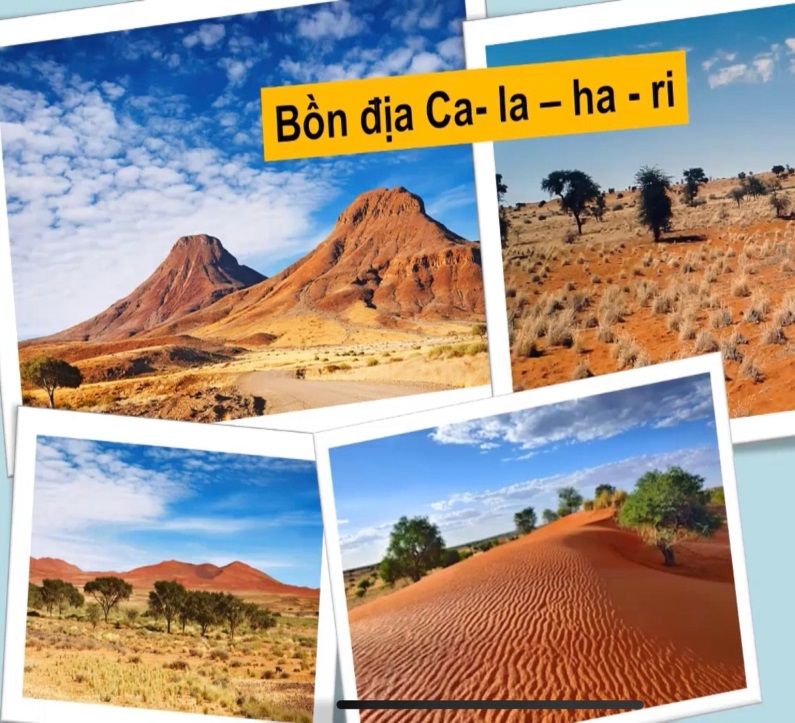 Bồn địa Ca- la – ha - ri